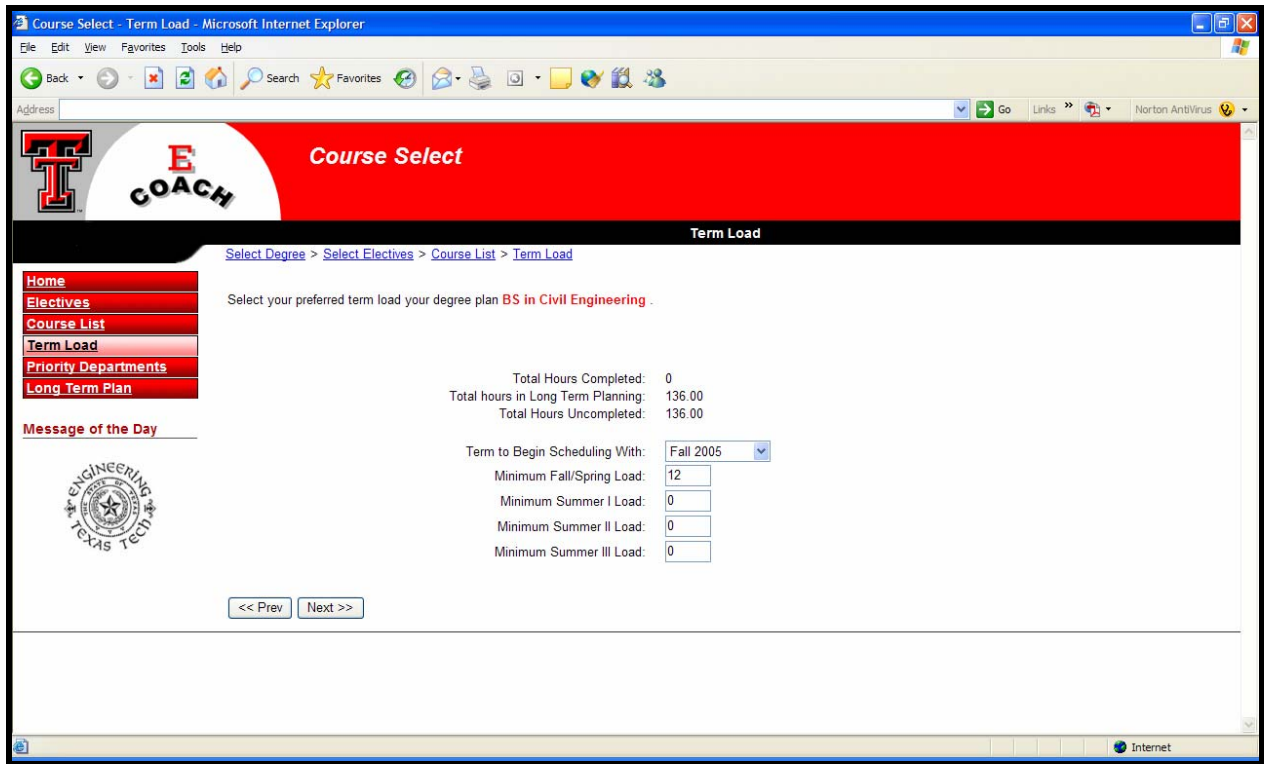 Course Select - Term Load - Microsoft Internet Explorer
File Edit View Favorites Tools Help
Back Search Favorites
Address Go Links » Norton AntiVirus
T E COACH
Course Select
Term Load
Select Degree > Select Electives > Course List > Term Load
Home
Electives
Course List
Term Load
Priority Departments
Long Term Plan
Select your preferred term load your degree plan BS in Civil Engineering .
Total Hours Completed: 0
Total hours in Long Term Planning: 136.00
Total Hours Uncompleted: 136.00
Term to Begin Scheduling With: Fall 2005
Minimum Fall/Spring Load: 12
Minimum Summer I Load: 0
Minimum Summer II Load: 0
Minimum Summer III Load: 0
Message of the Day
ENGINEERING
TEXAS TECH
<< Prev Next >>
Internet